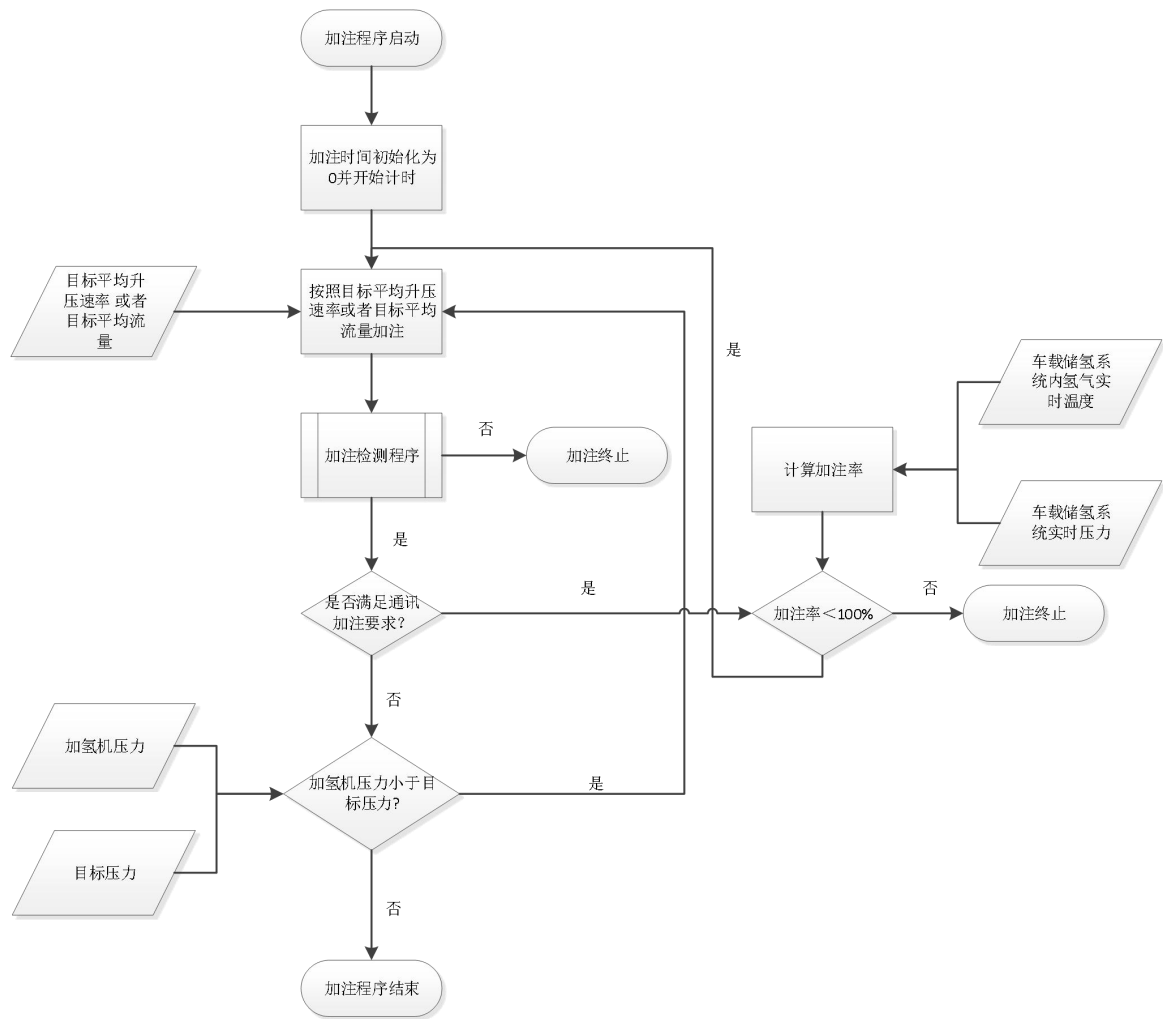 加注程序启动
加注时间初始化为
0并开始计时
目标平均升
压速率 或者
目标平均流
量
按照目标平均升压
速率或者目标平均
流量加注
是
车载储氢系
统内氢气实
时温度
加注检测程序
否
加注终止
计算加注率
车载储氢系
统实时压力
是
是否满足通讯
加注要求？
是
加注率＜100%
否
加注终止
否
加氢机压力
加氢机压力小于目
标压力?
是
目标压力
否
加注程序结束